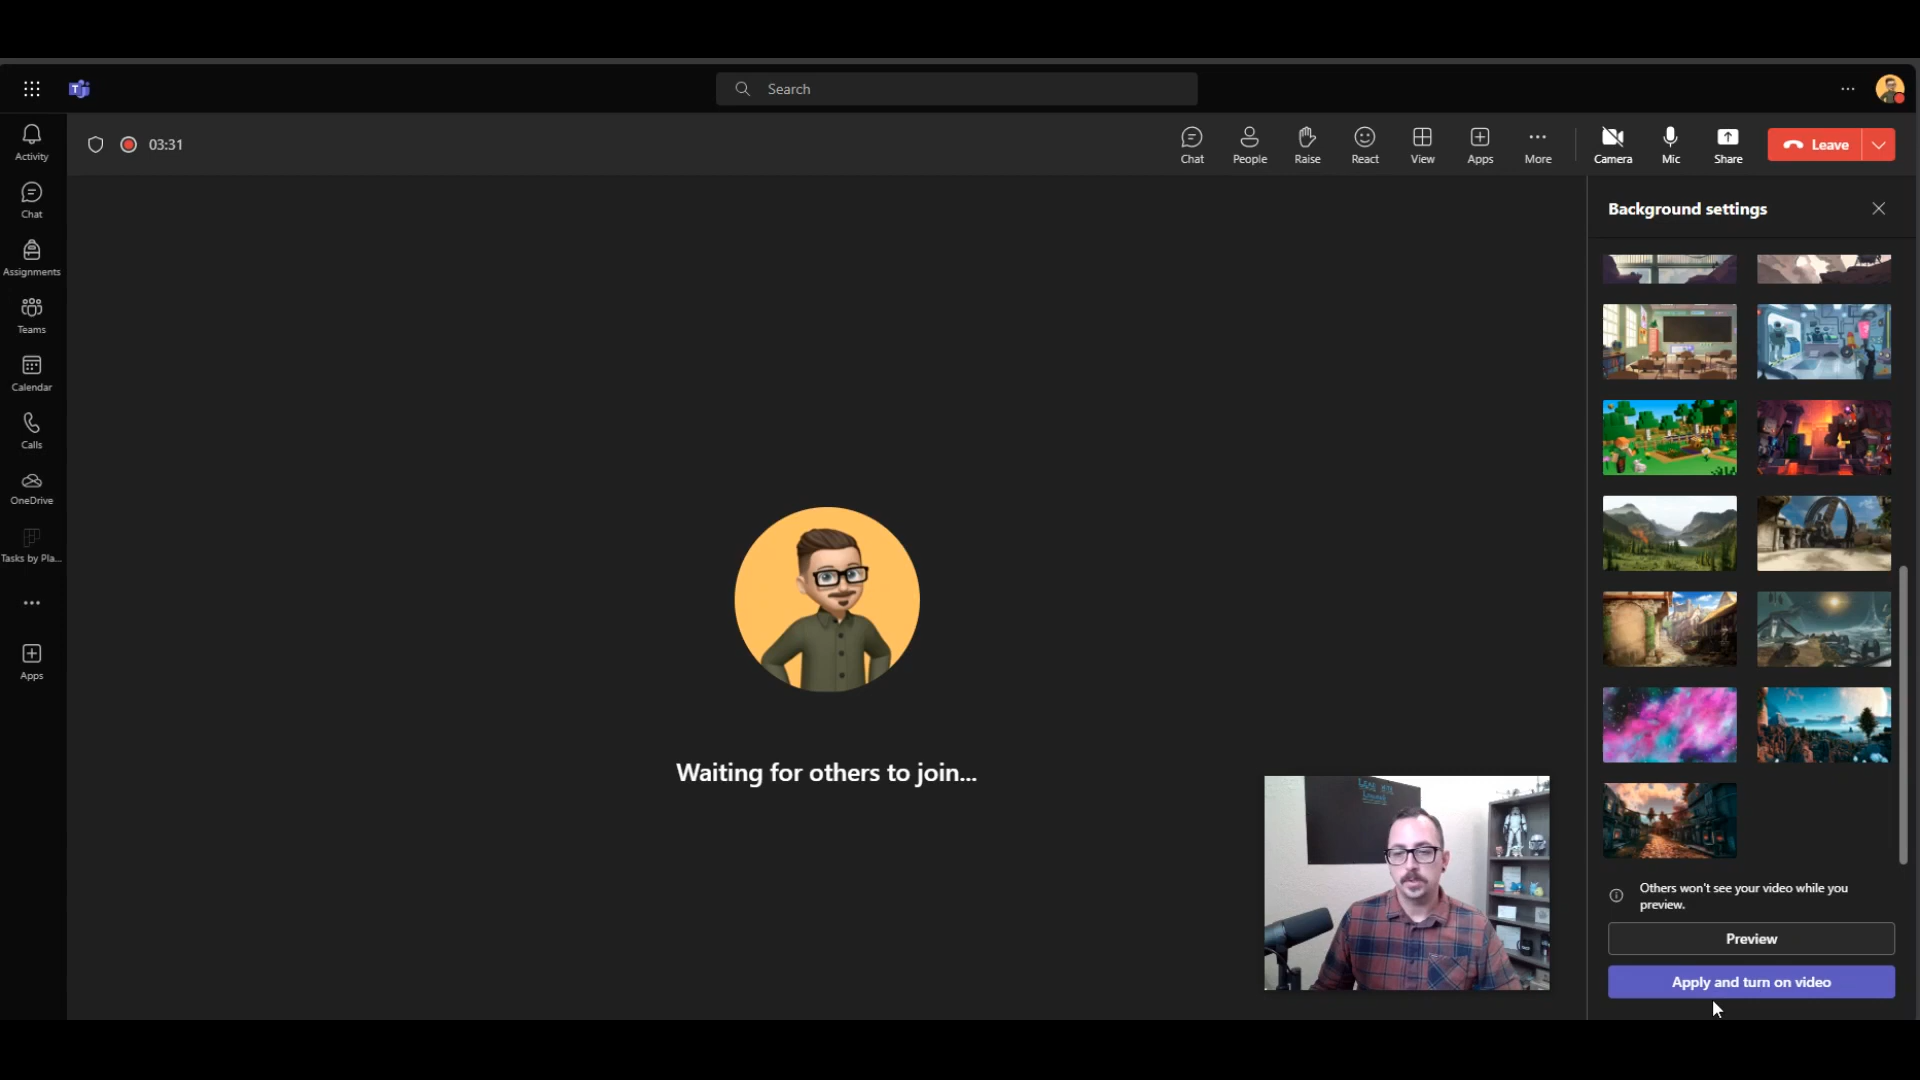 Search
Activity
Chat
Assignments
Teams
Calendar
Calls
OneDrive
Tasks by Pla...
Apps
03:31
Chat
People
Raise
React
View
Apps
More
Camera
Mic
Share
Leave
Waiting for others to join...
Background settings
Others won't see your video while you
preview.
Preview
Apply and turn on video